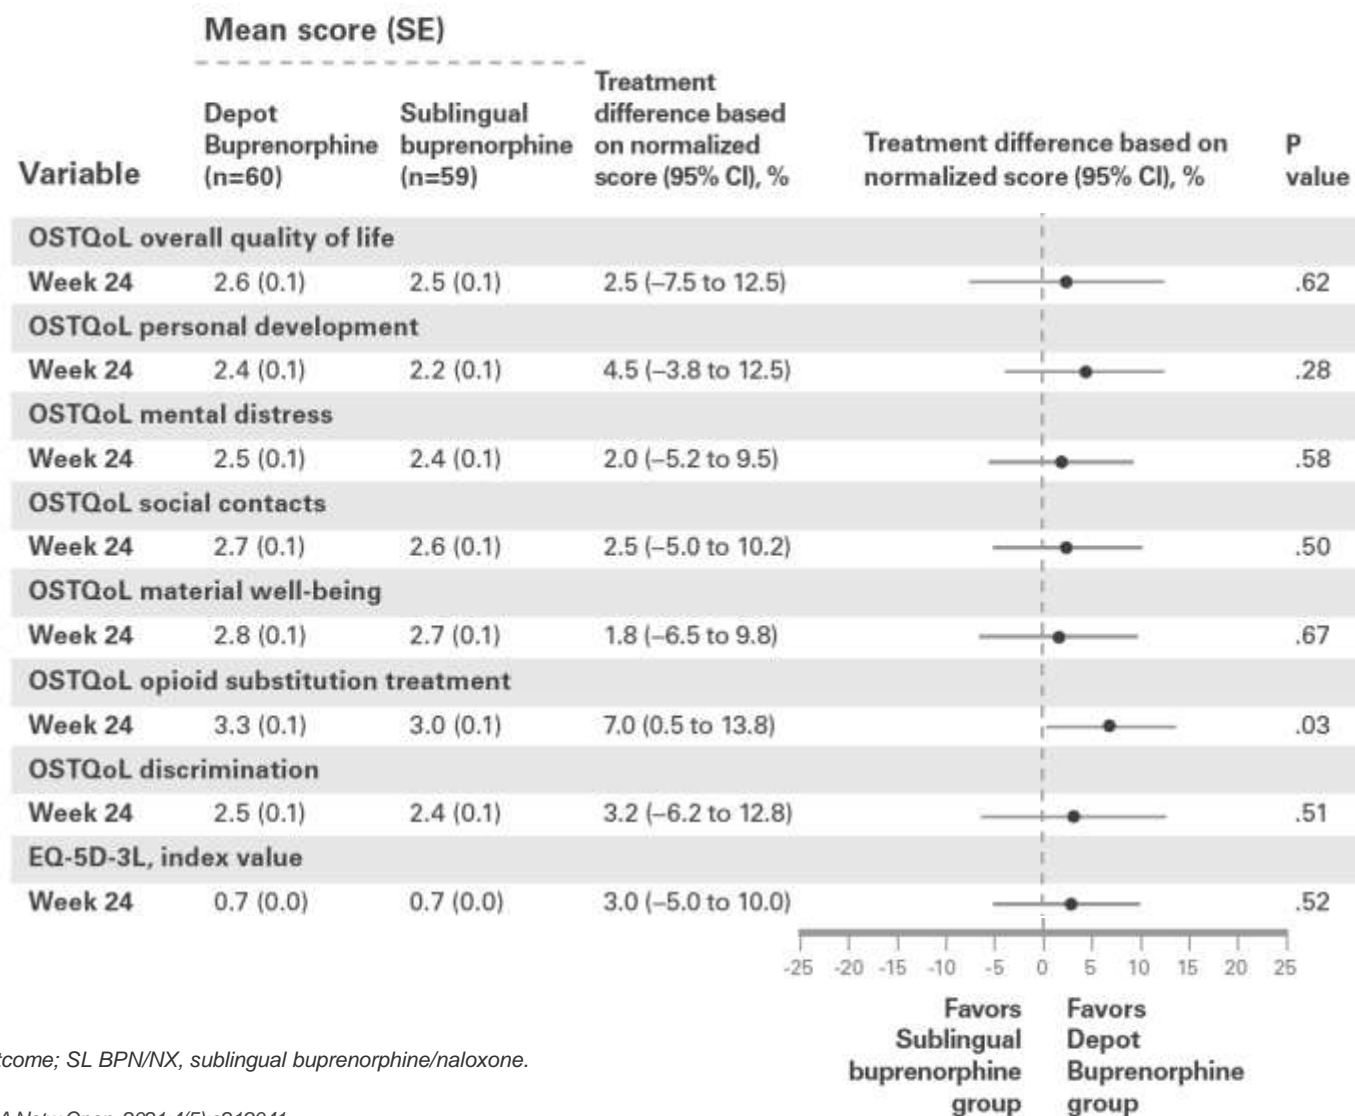 Mean score (SE)
Variable
Depot
Buprenorphine
(n=60)
Sublingual
buprenorphine
(n=59)
Treatment
difference based
on normalized
score (95% CI), %
Treatment difference based on
normalized score (95% CI), %
P
value
OSTQoL overall quality of life
Week 24 2.6 (0.1) 2.5 (0.1) 2.5 (–7.5 to 12.5) .62
OSTQoL personal development
Week 24 2.4 (0.1) 2.2 (0.1) 4.5 (–3.8 to 12.5) .28
OSTQoL mental distress
Week 24 2.5 (0.1) 2.4 (0.1) 2.0 (–5.2 to 9.5) .58
OSTQoL social contacts
Week 24 2.7 (0.1) 2.6 (0.1) 2.5 (–5.0 to 10.2) .50
OSTQoL material well-being
Week 24 2.8 (0.1) 2.7 (0.1) 1.8 (–6.5 to 9.8) .67
OSTQoL opioid substitution treatment
Week 24 3.3 (0.1) 3.0 (0.1) 7.0 (0.5 to 13.8) .03
OSTQoL discrimination
Week 24 2.5 (0.1) 2.4 (0.1) 3.2 (–6.2 to 12.8) .51
EQ-5D-3L, index value
Week 24 0.7 (0.0) 0.7 (0.0) 3.0 (–5.0 to 10.0) .52
-25 -20 -15 -10 -5 0 5 10 15 20 25
Favors
Sublingual
buprenorphine
group
Favors
Depot
Buprenorphine
group
tcome; SL BPN/NX, sublingual buprenorphine/naloxone.